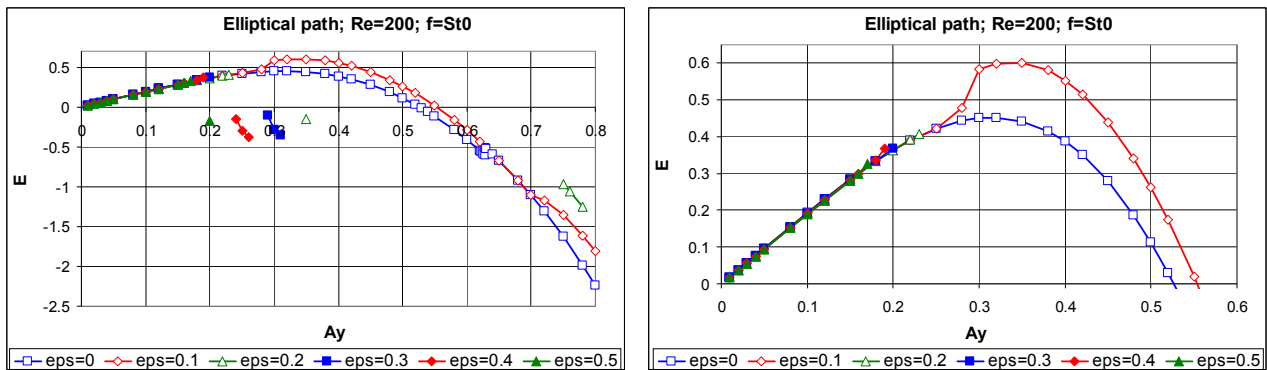 Elliptical path; Re=200; f=St0
0.5
0
-0.5
-1
-1.5
-2
-2.5
0 0.1 0.2 0.3 0.4 0.5 0.6 0.7 0.8
E
Ay
eps=0 eps=0.1 eps=0.2 eps=0.3 eps=0.4 eps=0.5
Elliptical path; Re=200; f=St0
0.6
0.5
0.4
0.3
0.2
0.1
0
0 0.1 0.2 0.3 0.4 0.5 0.6
E
Ay
eps=0 eps=0.1 eps=0.2 eps=0.3 eps=0.4 eps=0.5